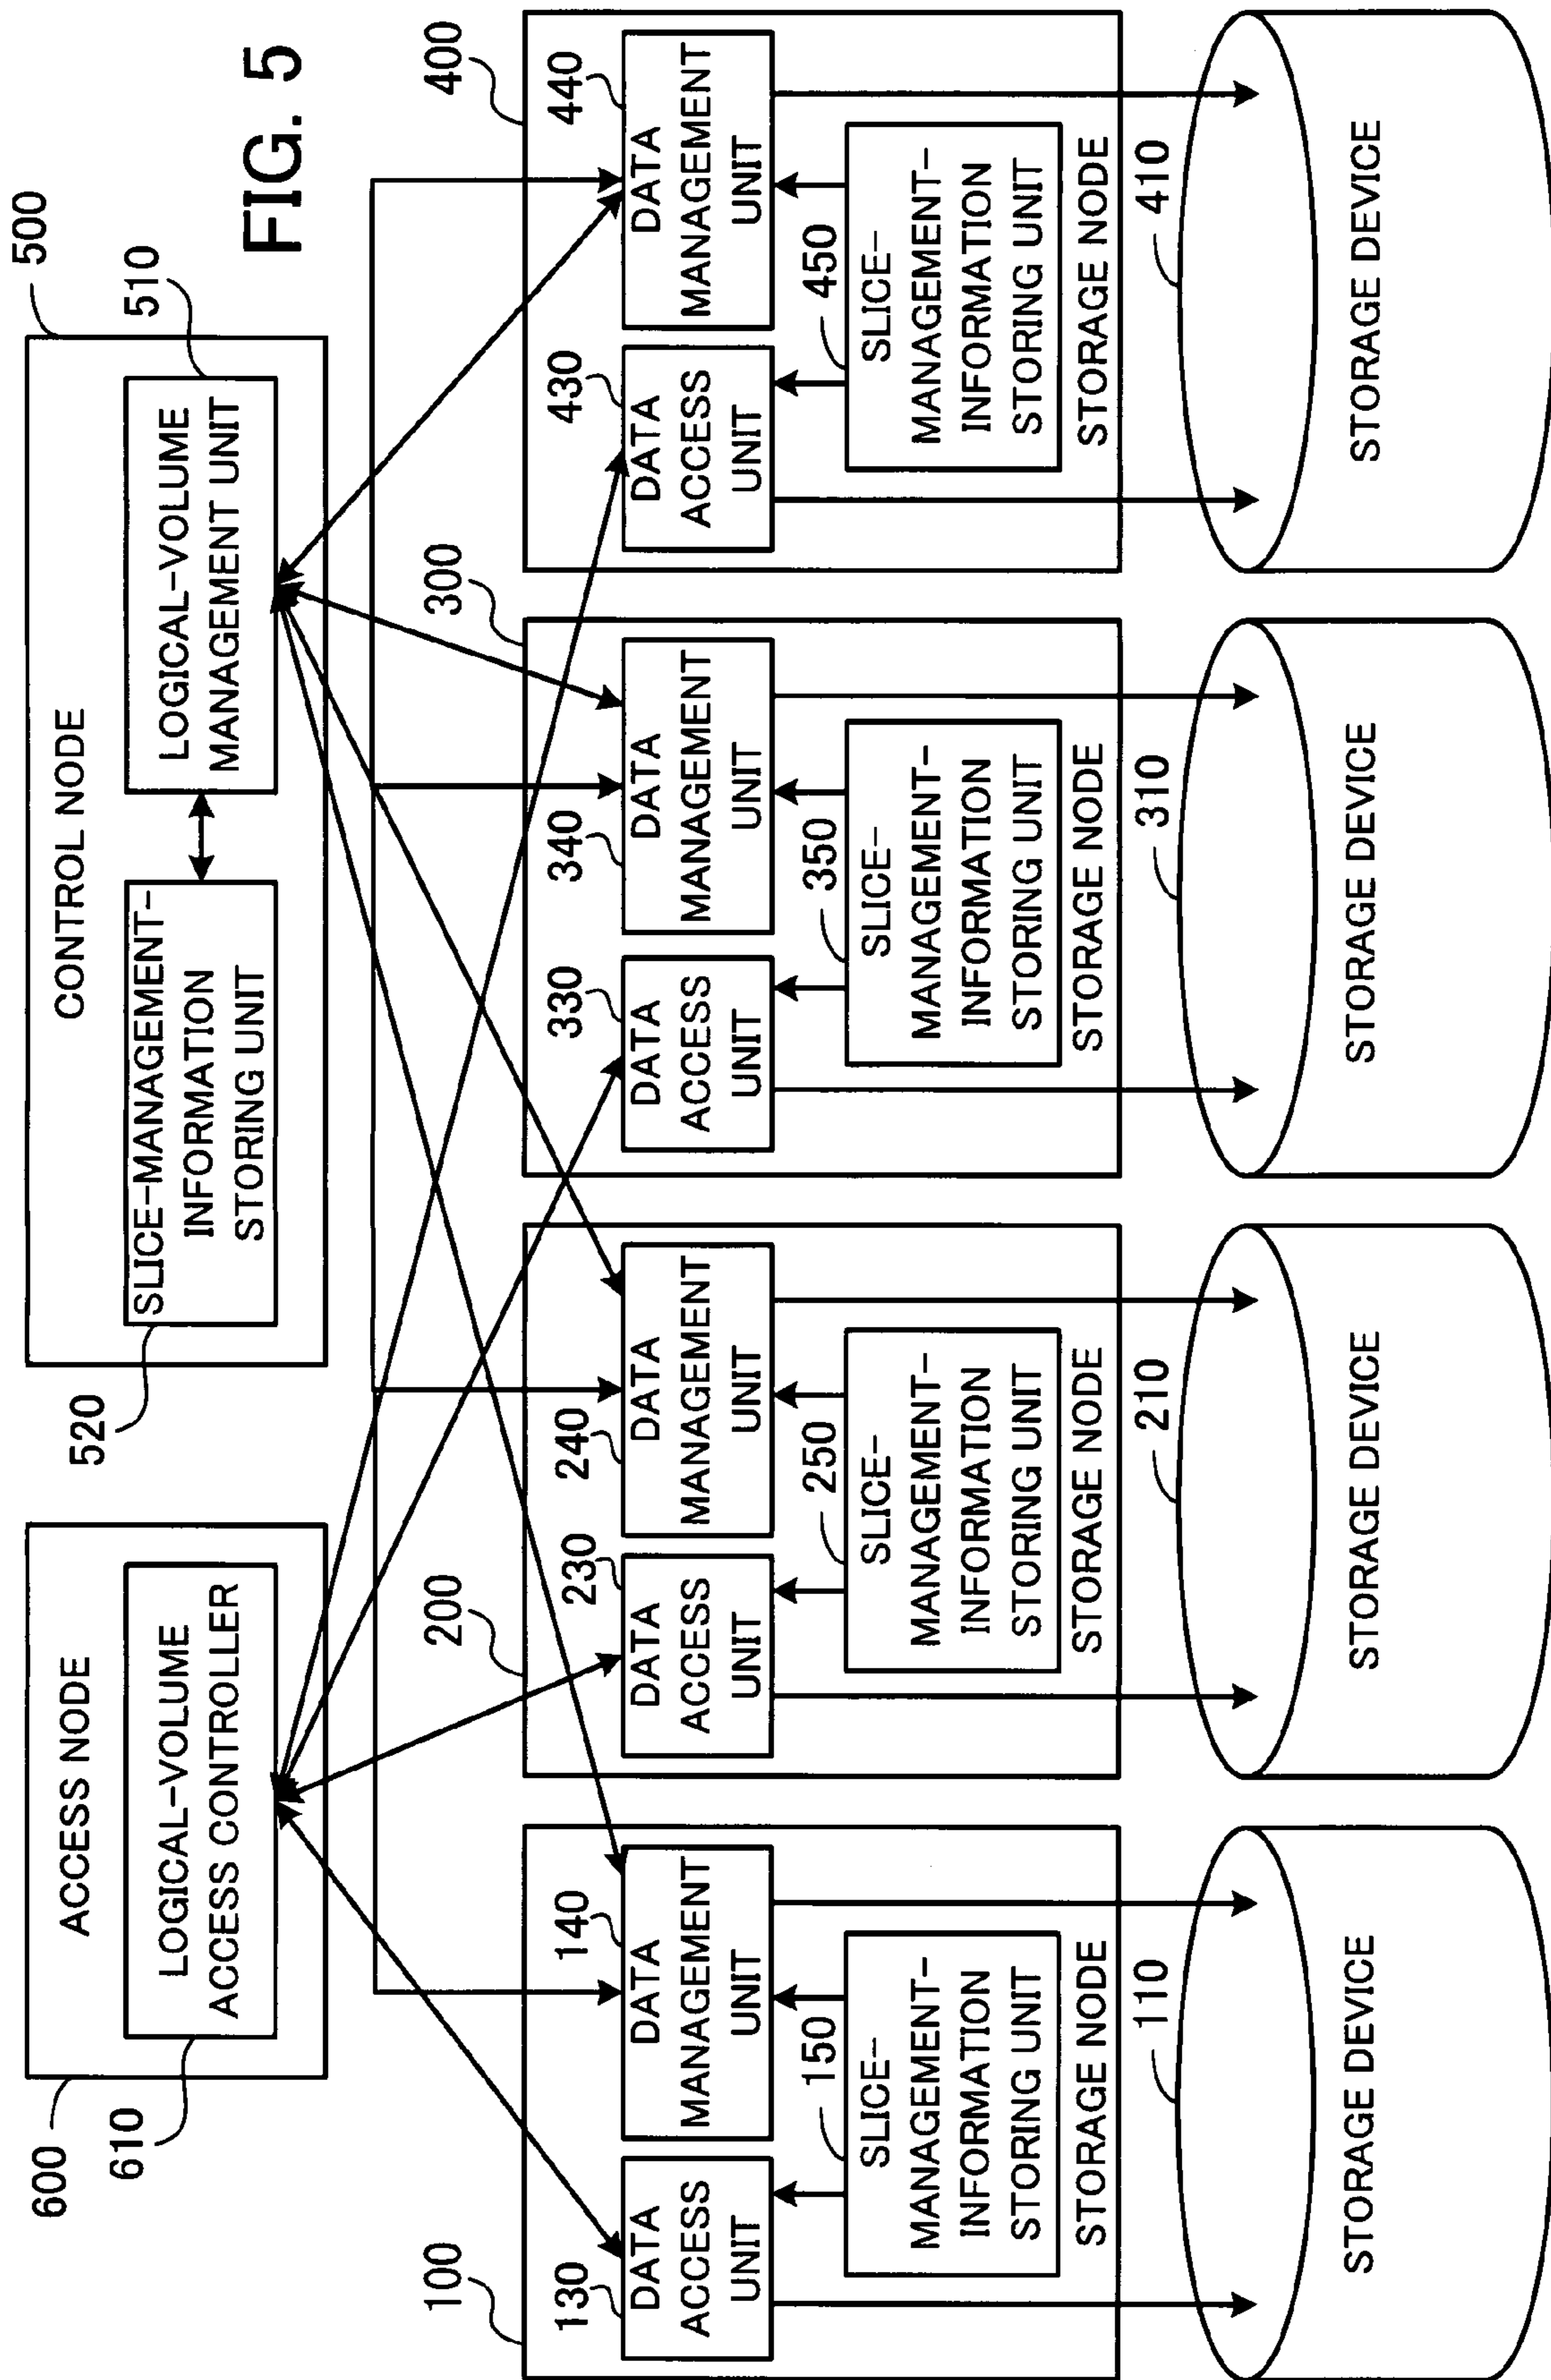 FIG. 5
600
ACCESS NODE
610
LOGICAL-VOLUME
ACCESS CONTROLLER
500
CONTROL NODE
520
SLICE-MANAGEMENT-
INFORMATION
STORING UNIT
510
LOGICAL-VOLUME
MANAGEMENT UNIT
100
130
DATA
ACCESS
UNIT
140
DATA
MANAGEMENT
UNIT
150
SLICE-
MANAGEMENT-
INFORMATION
STORING UNIT
STORAGE NODE
110
STORAGE DEVICE
200
230
DATA
ACCESS
UNIT
240
DATA
MANAGEMENT
UNIT
250
SLICE-
MANAGEMENT-
INFORMATION
STORING UNIT
STORAGE NODE
210
STORAGE DEVICE
300
330
DATA
ACCESS
UNIT
340
DATA
MANAGEMENT
UNIT
350
SLICE-
MANAGEMENT-
INFORMATION
STORING UNIT
STORAGE NODE
310
STORAGE DEVICE
400
430
DATA
ACCESS
UNIT
440
DATA
MANAGEMENT
UNIT
450
SLICE-
MANAGEMENT-
INFORMATION
STORING UNIT
STORAGE NODE
410
STORAGE DEVICE